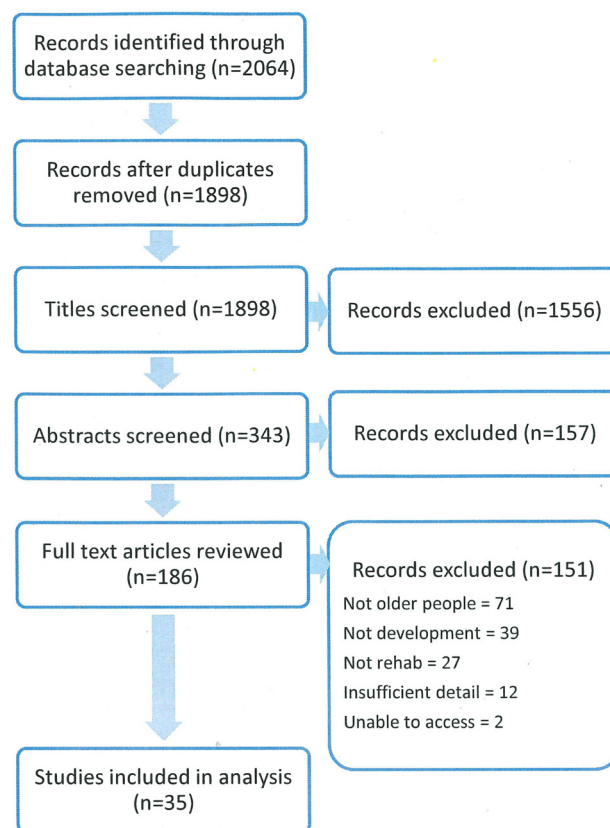 Records identified through
database searching (n=2064)
Records after duplicates
removed (n=1898)
Titles screened (n=1898)
Records excluded (n=1556)
Abstracts screened (n=343)
Records excluded (n=157)
Full text articles reviewed
(n=186)
Records excluded (n=151)
Not older people = 71
Not development = 39
Not rehab = 27
Insufficient detail = 12
Unable to access = 2
Studies included in analysis
(n=35)